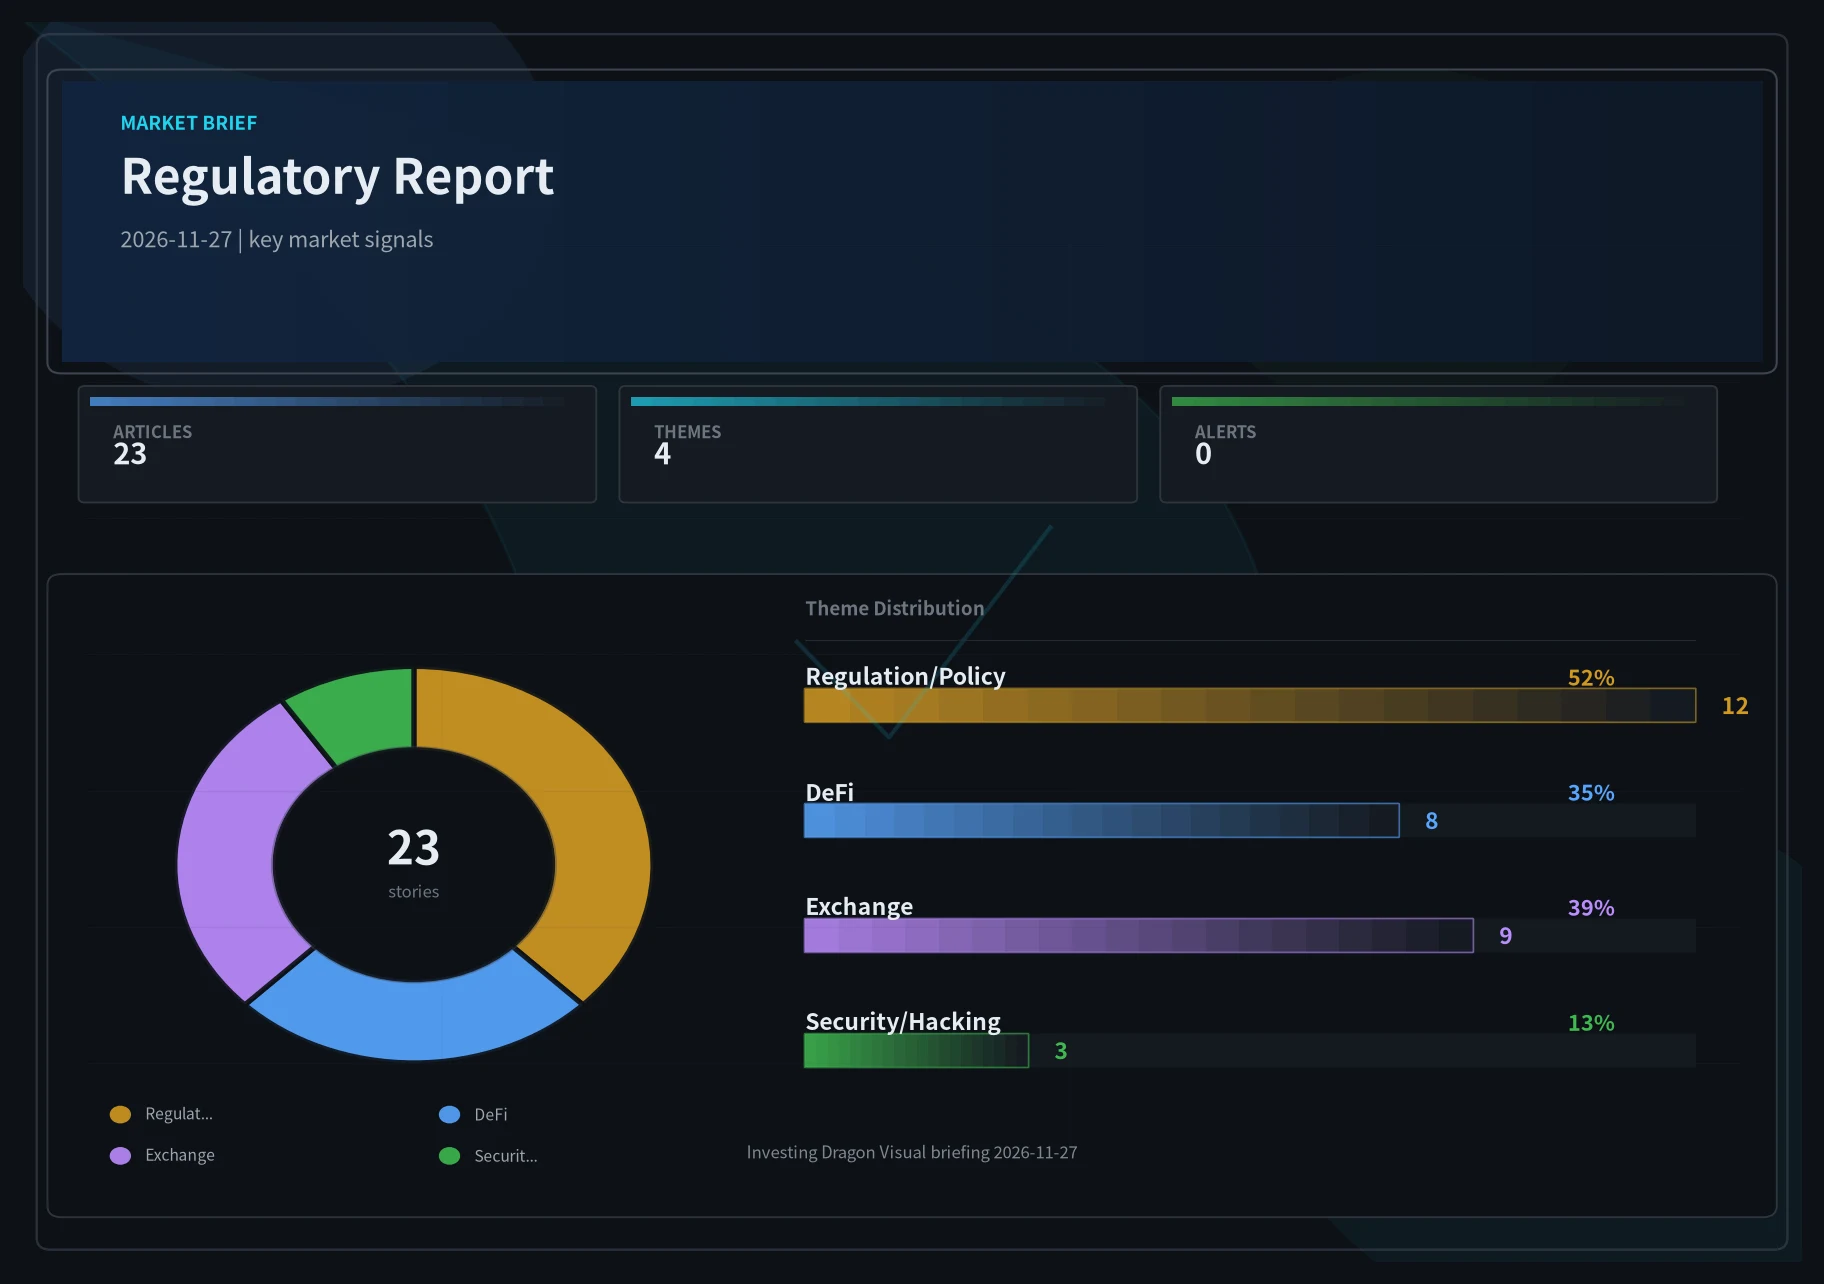 MARKET BRIEF
Regulatory Report
2026-11-27 | key market signals
ARTICLES
23
THEMES
4
ALERTS
0
Theme Distribution
Regulation/Policy
52%
12
DeFi
35%
8
Exchange
39%
9
Security/Hacking
13%
3
23
stories
Regulat...
DeFi
Exchange
Securit...
Investing Dragon Visual briefing 2026-11-27